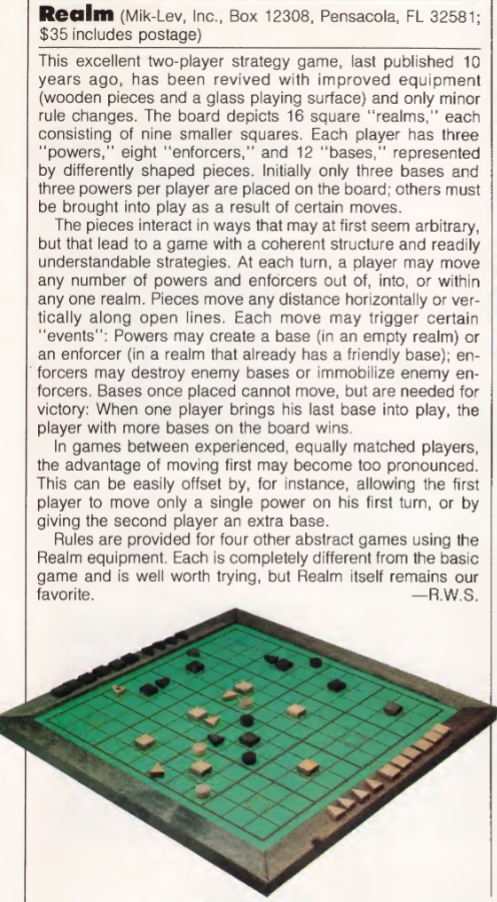 Realm (Mik-Lev, Inc., Box 12308, Pensacola, FL 32581;
$35 includes postage)
This excellent two-player strategy game, last published 10
years ago, has been revived with improved equipment
(wooden pieces and a glass playing surface) and only minor
rule changes. The board depicts 16 square "realms," each
consisting of nine smaller squares. Each player has three
"powers," eight "enforcers," and 12 "bases," represented
by differently shaped pieces. Initially only three bases and
three powers per player are placed on the board; others must
be brought into play as a result of certain moves.
The pieces interact in ways that may at first seem arbitrary,
but that lead to a game with a coherent structure and readily
understandable strategies. At each turn, a player may move
any number of powers and enforcers out of, into, or within
any one realm. Pieces move any distance horizontally or ver-
tically along open lines. Each move may trigger certain
"events": Powers may create a base (in an empty realm) or
an enforcer (in a realm that already has a friendly base); en-
forcers may destroy enemy bases or immobilize enemy en-
forcers. Bases once placed cannot move, but are needed for
victory: When one player brings his last base into play, the
player with more bases on the board wins.
In games between experienced, equally matched players,
the advantage of moving first may become too pronounced.
This can be easily offset by, for instance, allowing the first
player to move only a single power on his first turn, or by
giving the second player an extra base.
Rules are provided for four other abstract games using the
Realm equipment. Each is completely different from the basic
game and is well worth trying, but Realm itself remains our
favorite. —R.W.S.